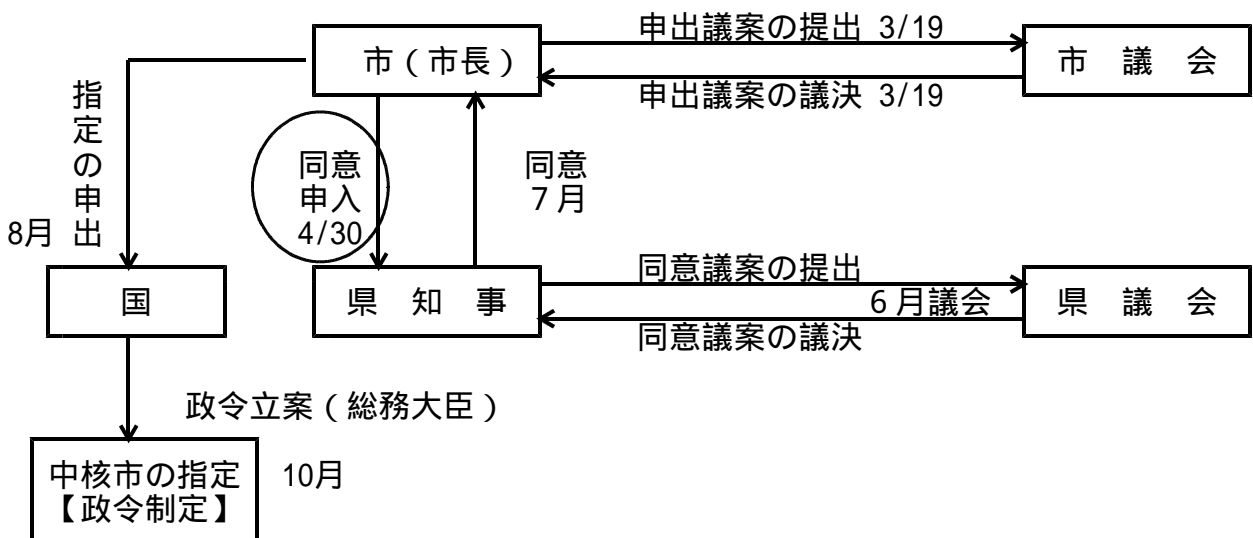 申出議案の提出 3/19
市（市長）
市 議 会
申出議案の議決 3/19
指定の申出
8月
同意
申入
4/30
同意
７月
国
県 知 事
同意議案の提出
６月議会
同意議案の議決
県 議 会
政令立案（総務大臣）
中核市の指定
【政令制定】
10月